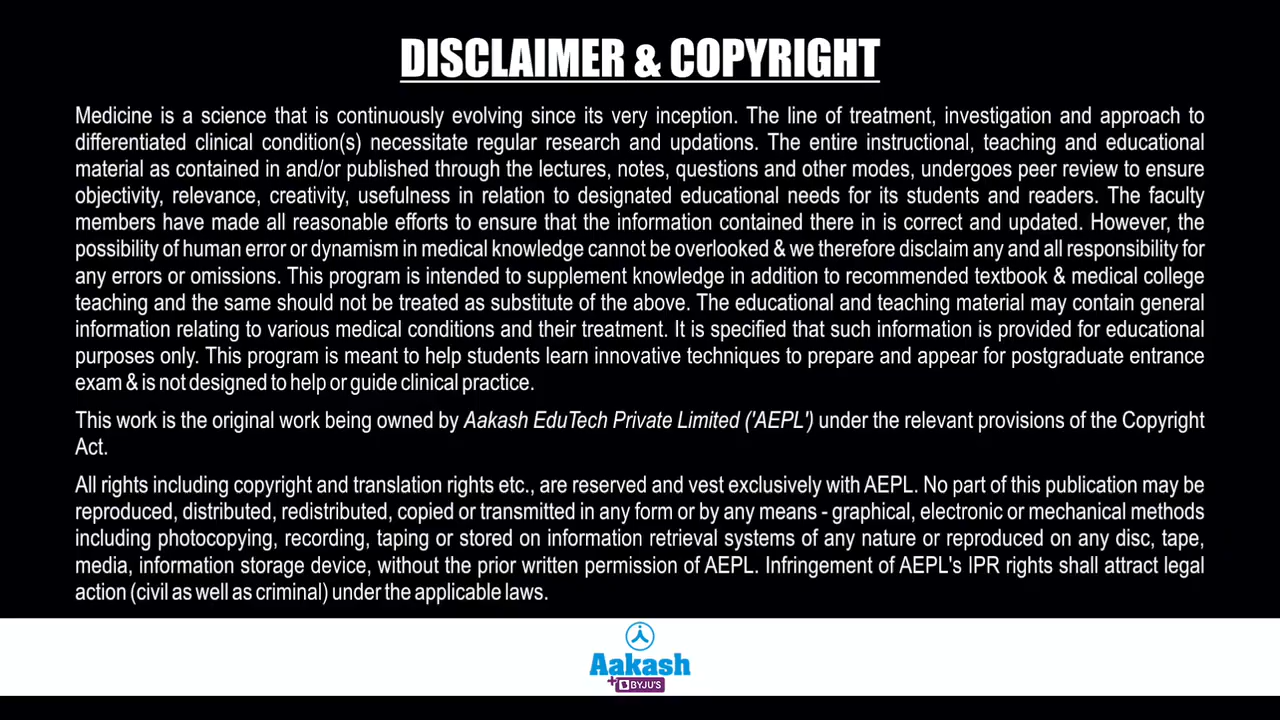 DISCLAIMER & COPYRIGHT
Medicine is a science that is continuously evolving since its very inception. The line of treatment, investigation and approach to
differentiated clinical condition(s) necessitate regular research and updations. The entire instructional, teaching and educational
material as contained in and/or published through the lectures, notes, questions and other modes, undergoes peer review to ensure
objectivity, relevance, creativity, usefulness in relation to designated educational needs for its students and readers. The faculty
members have made all reasonable efforts to ensure that the information contained there in is correct and updated. However, the
possibility of human error or dynamism in medical knowledge cannot be overlooked & we therefore disclaim any and all responsibility for
any errors or omissions. This program is intended to supplement knowledge in addition to recommended textbook & medical college
teaching and the same should not be treated as substitute of the above. The educational and teaching material may contain general
information relating to various medical conditions and their treatment. It is specified that such information is provided for educational
purposes only. This program is meant to help students learn innovative techniques to prepare and appear for postgraduate entrance
exam & is not designed to help or guide clinical practice.
This work is the original work being owned by Aakash EduTech Private Limited ('AEPL') under the relevant provisions of the Copyright
Act.
All rights including copyright and translation rights etc., are reserved and vest exclusively with AEPL. No part of this publication may be
reproduced, distributed, redistributed, copied or transmitted in any form or by any means - graphical, electronic or mechanical methods
including photocopying, recording, taping or stored on information retrieval systems of any nature or reproduced on any disc, tape,
media, information storage device, without the prior written permission of AEPL. Infringement of AEPL's IPR rights shall attract legal
action (civil as well as criminal) under the applicable laws.
Aakash
+ BYJU'S